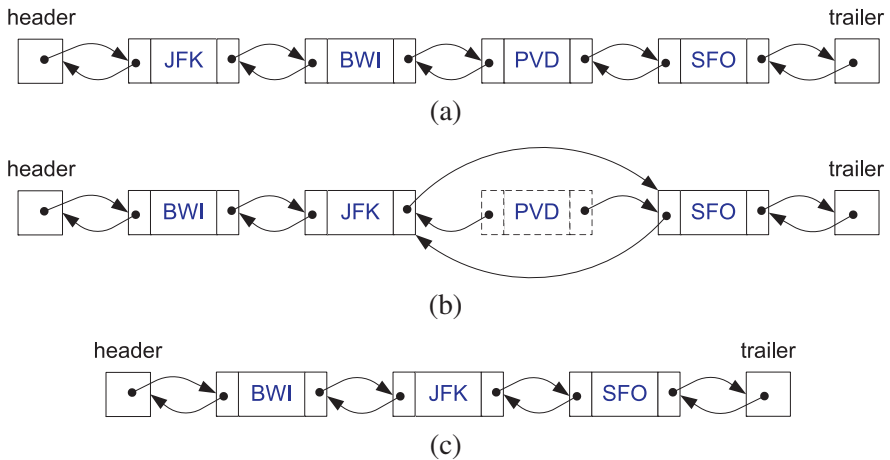 header trailer
JFK BWI PVD SFO
(a)
header trailer
BWI JFK PVD SFO
(b)
header trailer
BWI JFK SFO
(c)